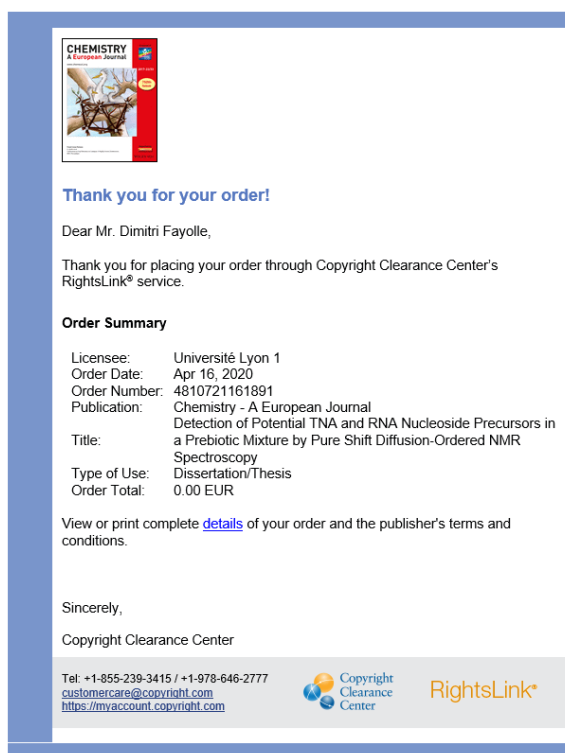 CHEMISTRY
A European Journal
Thank you for your order!
Dear Mr. Dimitri Fayolle,
Thank you for placing your order through Copyright Clearance Center's
RightsLink® service.
Order Summary
Licensee: Université Lyon 1
Order Date: Apr 16, 2020
Order Number: 4810721161891
Publication: Chemistry - A European Journal
Title: Detection of Potential TNA and RNA Nucleoside Precursors in
a Prebiotic Mixture by Pure Shift Diffusion-Ordered NMR
Spectroscopy
Type of Use: Dissertation/Thesis
Order Total: 0.00 EUR
View or print complete details of your order and the publisher's terms and
conditions.
Sincerely,
Copyright Clearance Center
Tel: +1-855-239-3415 / +1-978-646-2777
customercare@copyright.com
https://myaccount.copyright.com
Copyright
Clearance
Center
RightsLink®